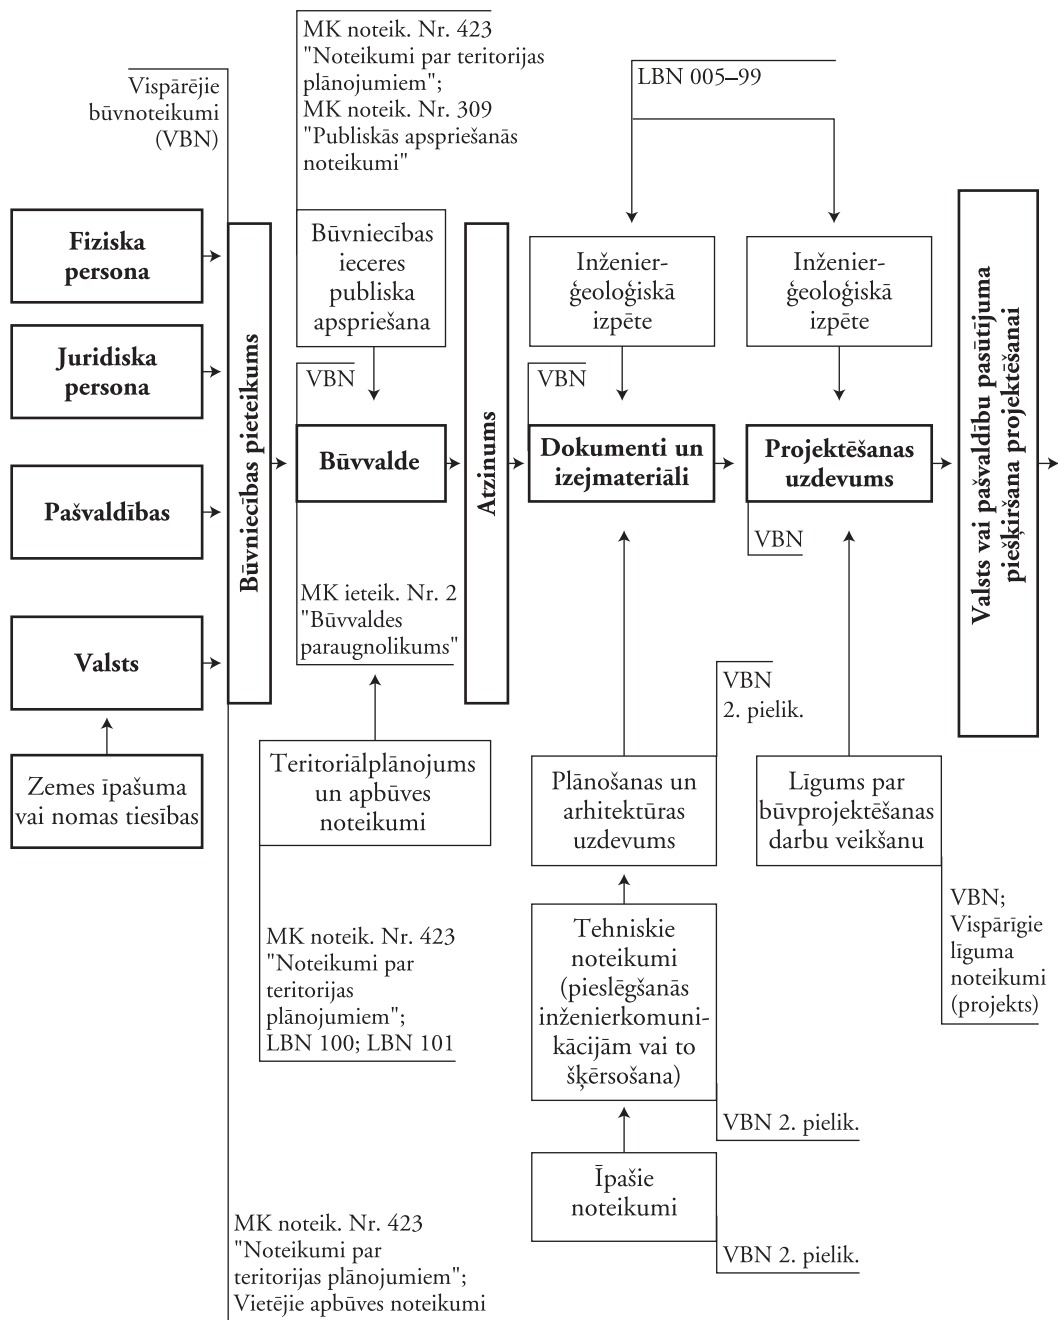 Vispārējie
būvnoteikumi
(VBN)
MK noteik. Nr. 423
"Noteikumi par teritorijas
plānojumiem";
MK noteik. Nr. 309
"Publiskās apspriešanās
noteikumi"
LBN 005–99
Fiziska
persona
Juridiska
persona
Pašvaldības
Valsts
Zemes īpašuma
vai nomas tiesības
Būvniecības pieteikums
Būvniecības
ieceres
publiska
apspriešana
VBN
Būvvalde
MK ieteik. Nr. 2
"Būvvaldes
paraugnolikums"
Teritoriālplānojums
un apbūves
noteikumi
MK noteik. Nr. 423
"Noteikumi par
teritorijas
plānojumiem";
LBN 100; LBN 101
MK noteik. Nr. 423
"Noteikumi par
teritorijas plānojumiem";
Vietējie apbūves noteikumi
Atzinums
Inženier-
ģeoloģiskā
izpēte
VBN
Dokumenti un
izejmateriāli
VBN
2. pielik.
Plānošanas un
arhitektūras
uzdevums
Tehniskie
noteikumi
(pieslēgšanās
inženierkomuni-
kācijām vai to
šķērsošana)
VBN 2. pielik.
Īpašie
noteikumi
VBN 2. pielik.
Inženier-
ģeoloģiskā
izpēte
Projektēšanas
uzdevums
VBN
Līgums par
būvprojektēšanas
darbu veikšanu
VBN;
Vispārīgie
līguma
noteikumi
(projekts)
Valsts vai pašvaldību pasūtījuma
piešķiršana projektēšanai